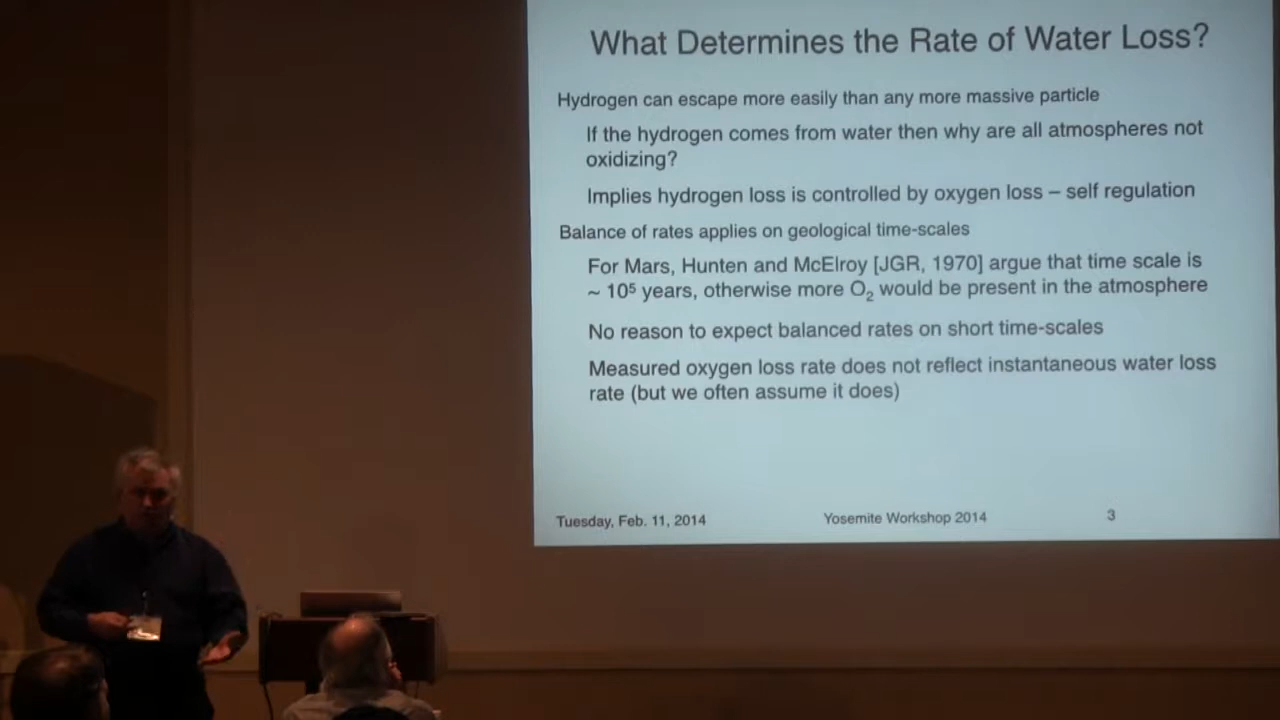 What Determines the Rate of Water Loss?
Hydrogen can escape more easily than any more massive particle
If the hydrogen comes from water then why are all atmospheres not
oxidizing?
Implies hydrogen loss is controlled by oxygen loss – self regulation
Balance of rates applies on geological time-scales
For Mars, Hunten and McElroy [JGR, 1970] argue that time scale is
~ 10⁵ years, otherwise more O₂ would be present in the atmosphere
No reason to expect balanced rates on short time-scales
Measured oxygen loss rate does not reflect instantaneous water loss
rate (but we often assume it does)
Tuesday, Feb. 11, 2014 Yosemite Workshop 2014 3